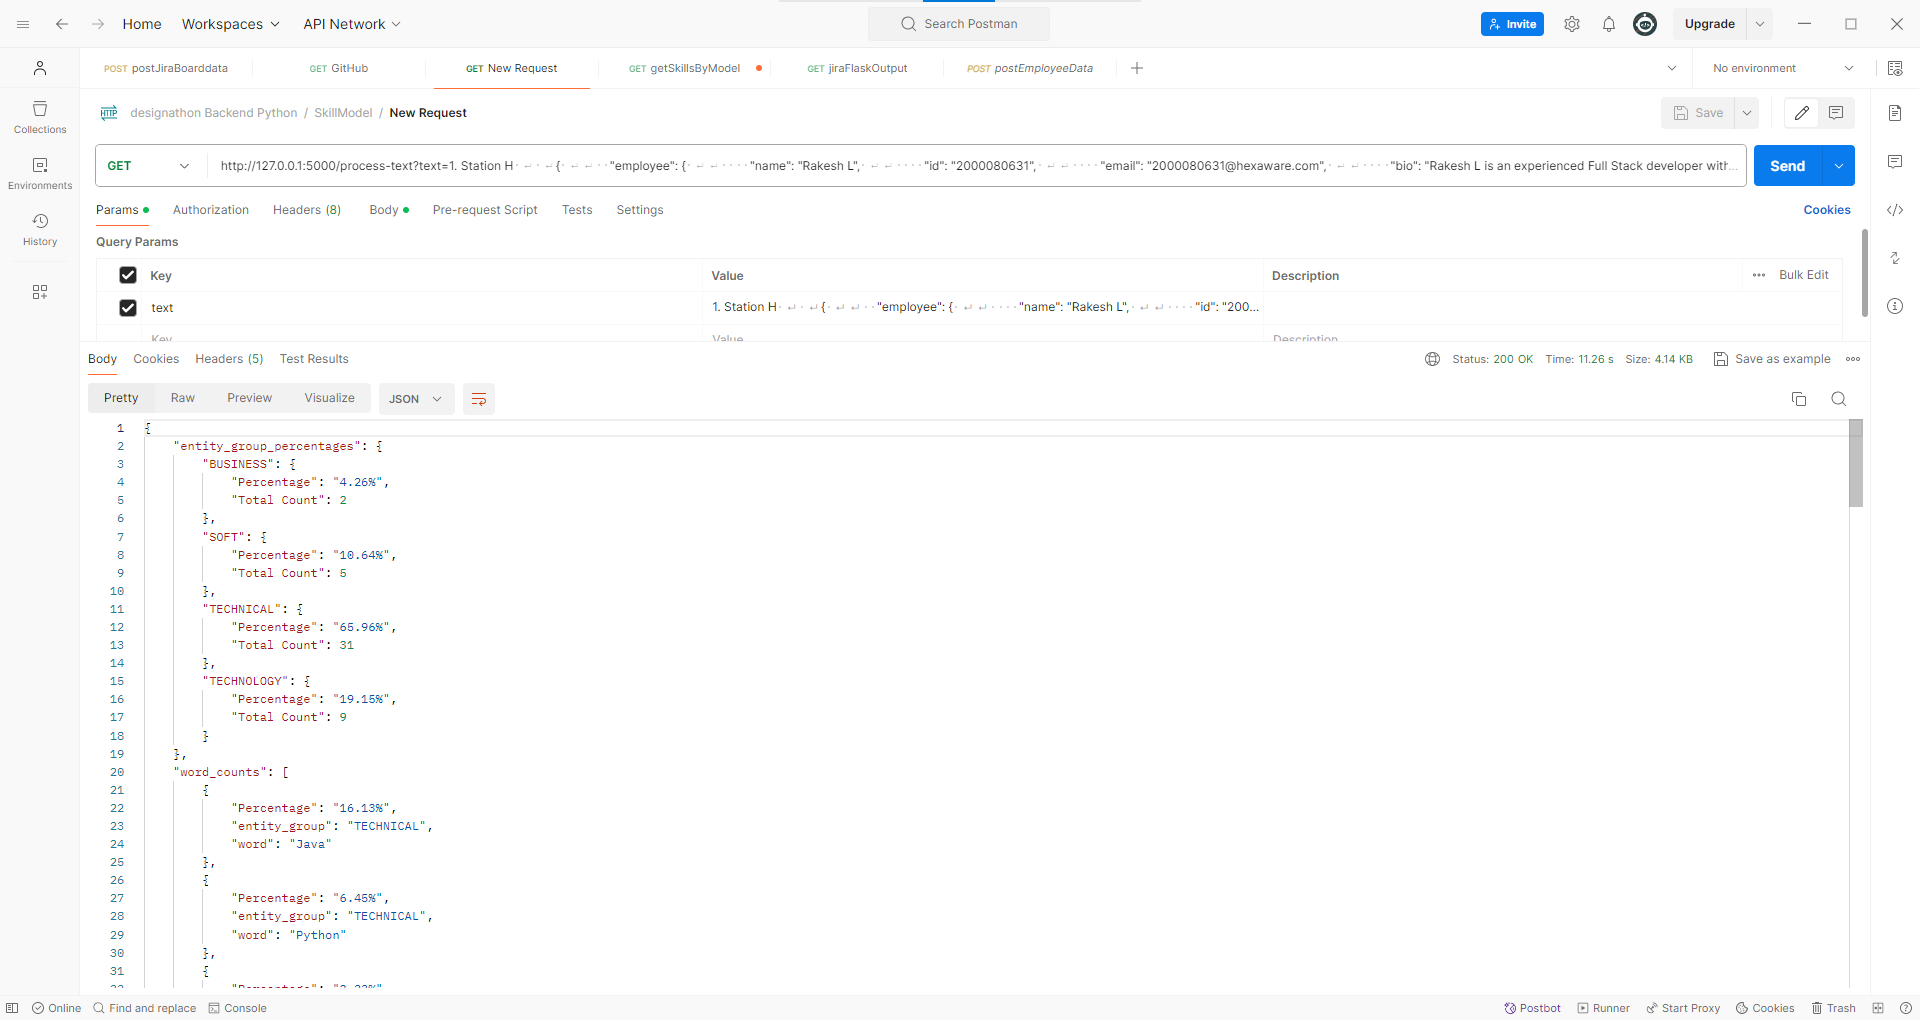 Home Workspaces API Network Search Postman Invite Upgrade
POST postJiraBoarddata GET GitHub GET New Request GET getSkillsByModel GET jiraFlaskOutput POST postEmployeeData No environment
HTTP designathon Backend Python / SkillModel / New Request Save
GET http://127.0.0.1:5000/process-text?text=1. Station H { "employee": { "name": "Rakesh L", "id": "2000080631", "email": "2000080631@hexaware.com", "bio": "Rakesh L is an experienced Full Stack developer with... Send
Params Authorization Headers (8) Body Pre-request Script Tests Settings Cookies
Query Params
Key Value Description Bulk Edit
text 1. Station H { "employee": { "name": "Rakesh L", "id": "200...
Key Value Description
Body Cookies Headers (5) Test Results Status: 200 OK Time: 11.26 s Size: 4.14 KB Save as example
Pretty Raw Preview Visualize JSON
1 {
2 "entity_group_percentages": {
3 "BUSINESS": {
4 "Percentage": "4.26%",
5 "Total Count": 2
6 },
7 "SOFT": {
8 "Percentage": "10.64%",
9 "Total Count": 5
10 },
11 "TECHNICAL": {
12 "Percentage": "65.96%",
13 "Total Count": 31
14 },
15 "TECHNOLOGY": {
16 "Percentage": "19.15%",
17 "Total Count": 9
18 }
19 },
20 "word_counts": [
21 {
22 "Percentage": "16.13%",
23 "entity_group": "TECHNICAL",
24 "word": "Java"
25 },
26 {
27 "Percentage": "6.45%",
28 "entity_group": "TECHNICAL",
29 "word": "Python"
30 },
31 {
Collections
Environments
History
Online Find and replace Console Postbot Runner Start Proxy Cookies Trash